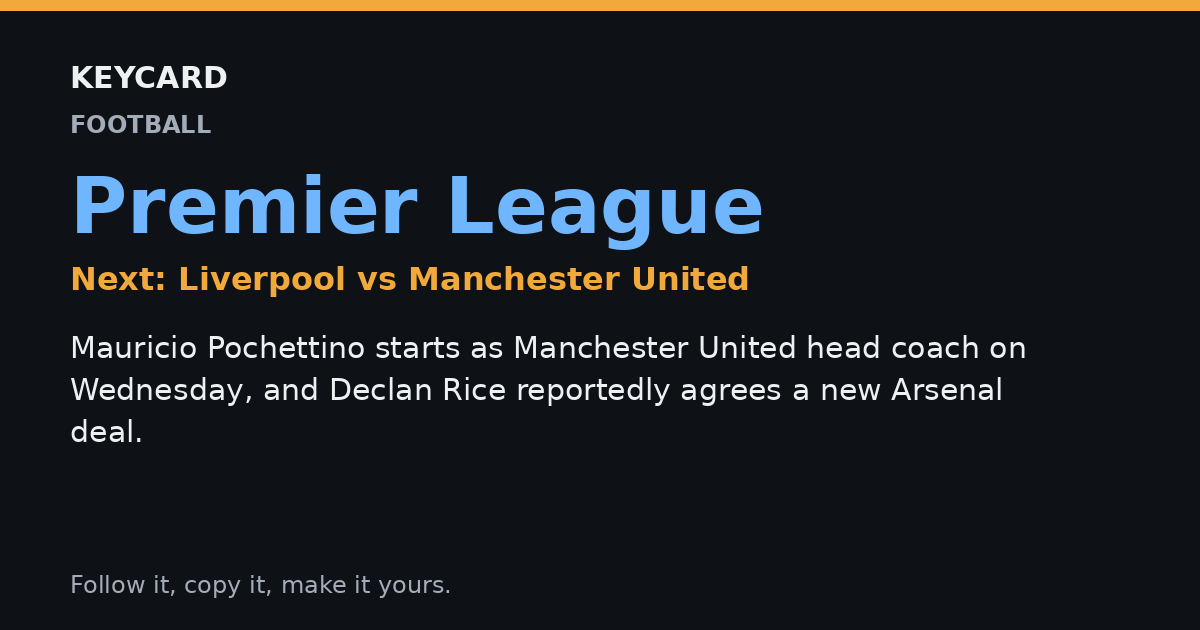 KEYCARD
FOOTBALL
Premier League
Next: Liverpool vs Manchester United
Mauricio Pochettino starts as Manchester United head coach on
Wednesday, and Declan Rice reportedly agrees a new Arsenal
deal.
Follow it, copy it, make it yours.